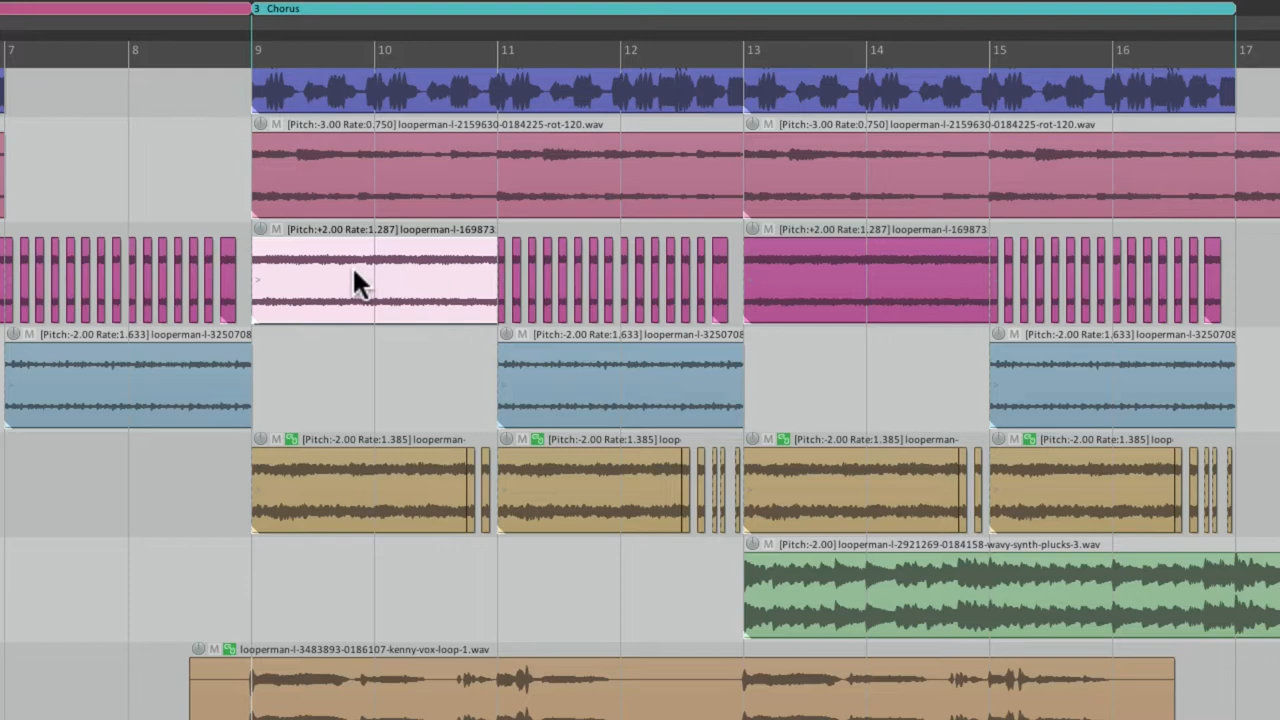 3 Chorus
7 8 9 10 11 12 13 14 15 16 17
M [Pitch:-3.00 Rate:0.750] looperman-l-2159630-0184225-rot-120.wav
M [Pitch:-3.00 Rate:0.750] looperman-l-2159630-0184225-rot-120.wav
M [Pitch:+2.00 Rate:1.287] looperman-l-169873
M [Pitch:+2.00 Rate:1.287] looperman-l-169873
M [Pitch:-2.00 Rate:1.633] looperman-l-3250708
M [Pitch:-2.00 Rate:1.633] looperman-l-3250708
M [Pitch:-2.00 Rate:1.633] looperman-l-3250708
M [Pitch:-2.00 Rate:1.385] looperman-
M [Pitch:-2.00 Rate:1.385] loop
M [Pitch:-2.00 Rate:1.385] looperman-
M [Pitch:-2.00 Rate:1.385] loop
M [Pitch:-2.00] looperman-l-2921269-0184158-wavy-synth-plucks-3.wav
M looperman-l-3483893-0186107-kenny-vox-loop-1.wav